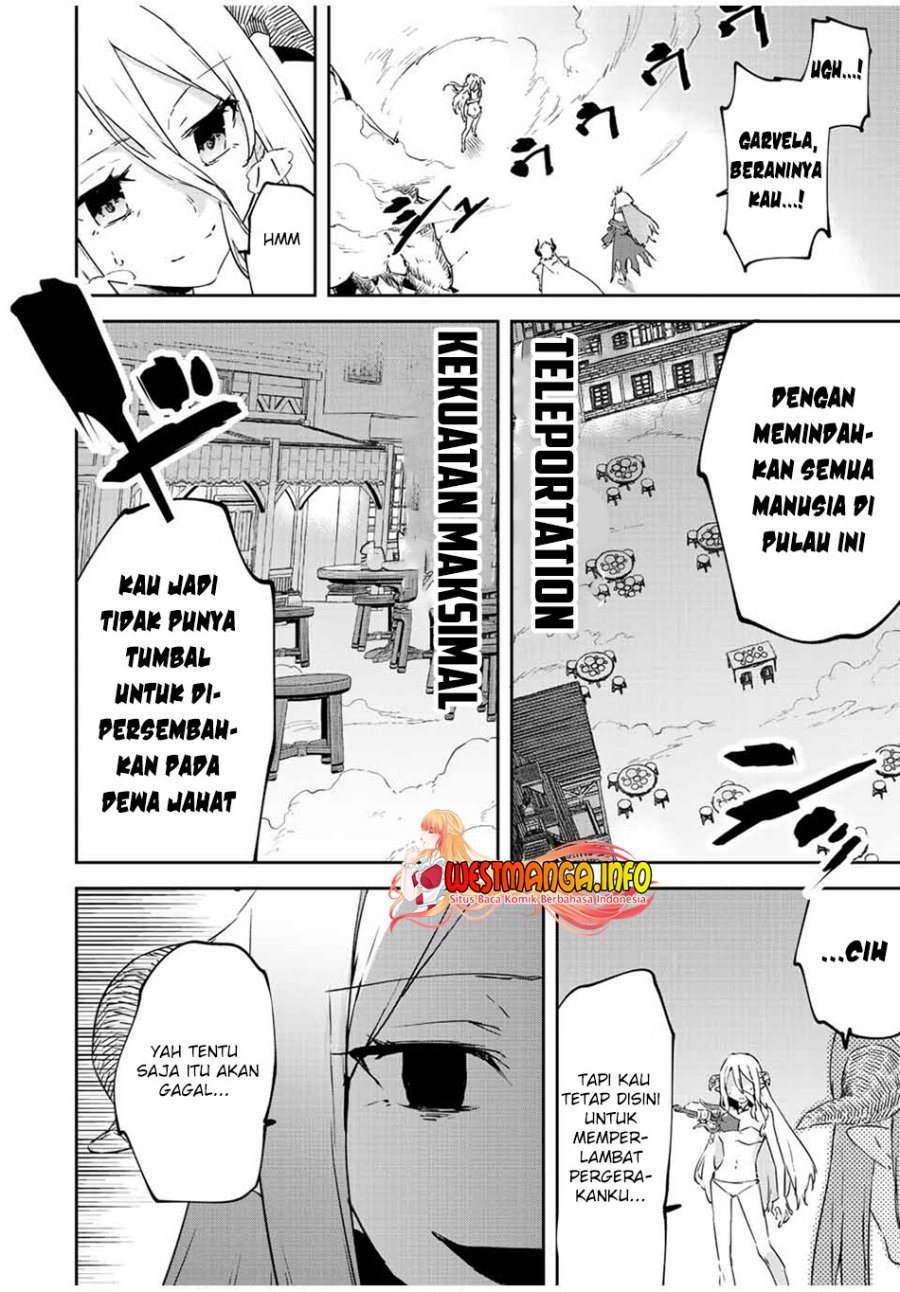 UGH...!
GARVELA,
BERANINYA
KAU...!
HMM
DENGAN
MEMINDAH-
KAN SEMUA
MANUSIA DI
PULAU INI
TELEPORTATION
KEKUATAN MAKSIMAL
KAU JADI
TIDAK PUNYA
TUMBAL
UNTUK DI-
PERSEMBAH-
KAN PADA
DEWA JAHAT
WESTMANGA.INFO
Situs Baca Komik Berbahasa Indonesia
...CIH
TAPI KAU
TETAP DISINI
UNTUK
MEMPER-
LAMBAT
PERGERA-
KANKU...
YAH TENTU
SAJA ITU AKAN
GAGAL...